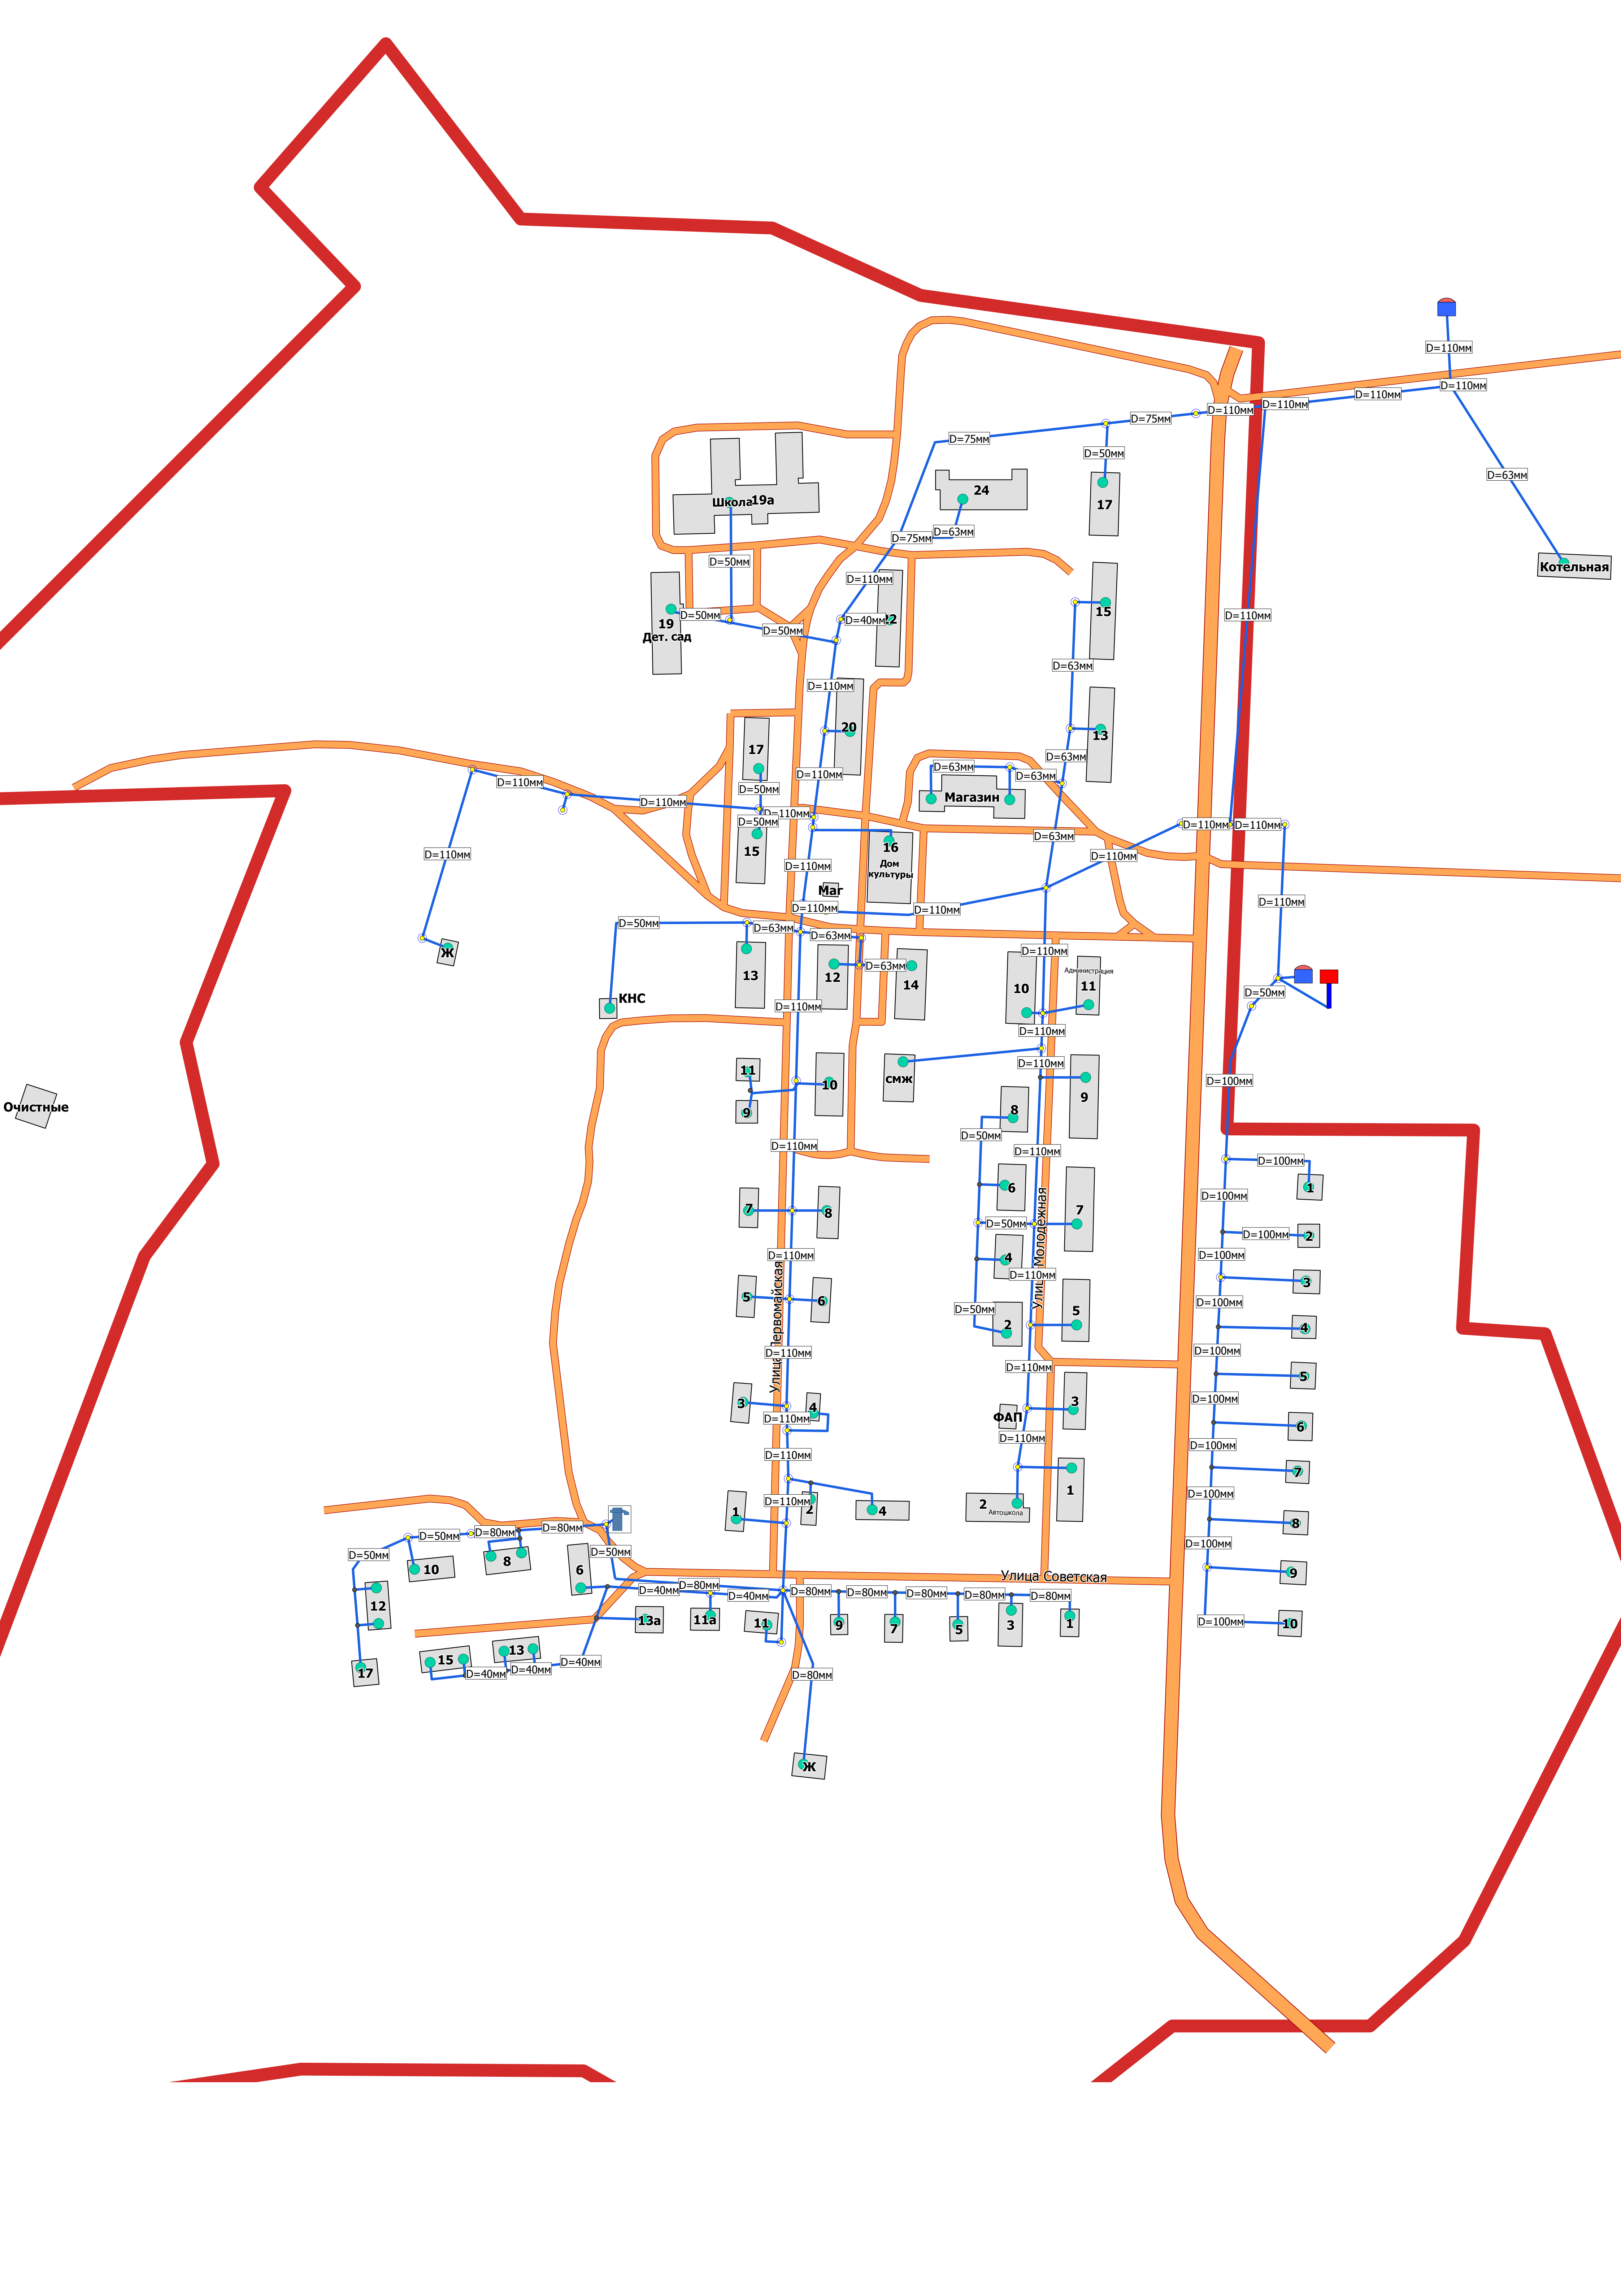 D=110мм
D=110мм
D=110мм
D=110мм
D=110мм
D=75мм
D=75мм
D=50мм
D=63мм
24
17
Школа 19а
D=63мм
D=75мм
D=50мм
Котельная
D=110мм
15
D=50мм
D=40мм
22
D=110мм
19
Дет. сад
D=50мм
D=63мм
D=110мм
20
13
17
D=63мм
D=63мм
D=63мм
D=110мм
D=110мм
D=50мм
Магазин
D=110мм
D=110мм
D=50мм
D=110мм
D=110мм
D=63мм
15
16
Дом
культуры
D=110мм
D=110мм
D=110мм
Маг
D=110мм
D=110мм
D=110мм
D=50мм
D=63мм
D=63мм
D=110мм
Ж
13
12
D=63мм
14
Администрация
10
11
D=50мм
КНС
D=110мм
D=110мм
D=110мм
11
10
смж
9
D=100мм
Очистные
9
8
D=50мм
D=110мм
D=110мм
D=100мм
1
6
7
8
7
D=50мм
D=100мм
D=100мм
2
Улица Молодежная
D=110мм
4
D=110мм
D=100мм
3
5
6
D=50мм
2
5
D=100мм
4
Улица Первомайская
D=110мм
D=110мм
D=100мм
5
3
4
D=110мм
ФАП
3
D=100мм
6
D=110мм
D=110мм
D=100мм
7
1
D=110мм
2
4
2
Автошкола
1
D=100мм
8
D=80мм
D=80мм
D=50мм
D=50мм
D=50мм
D=100мм
10
8
6
9
Улица Советская
D=80мм
D=40мм
D=40мм
D=80мм
D=80мм
D=80мм
D=80мм
D=80мм
12
13а
11а
11
9
7
5
3
1
D=100мм
10
15
13
17
D=40мм
D=40мм
D=40мм
D=80мм
Ж